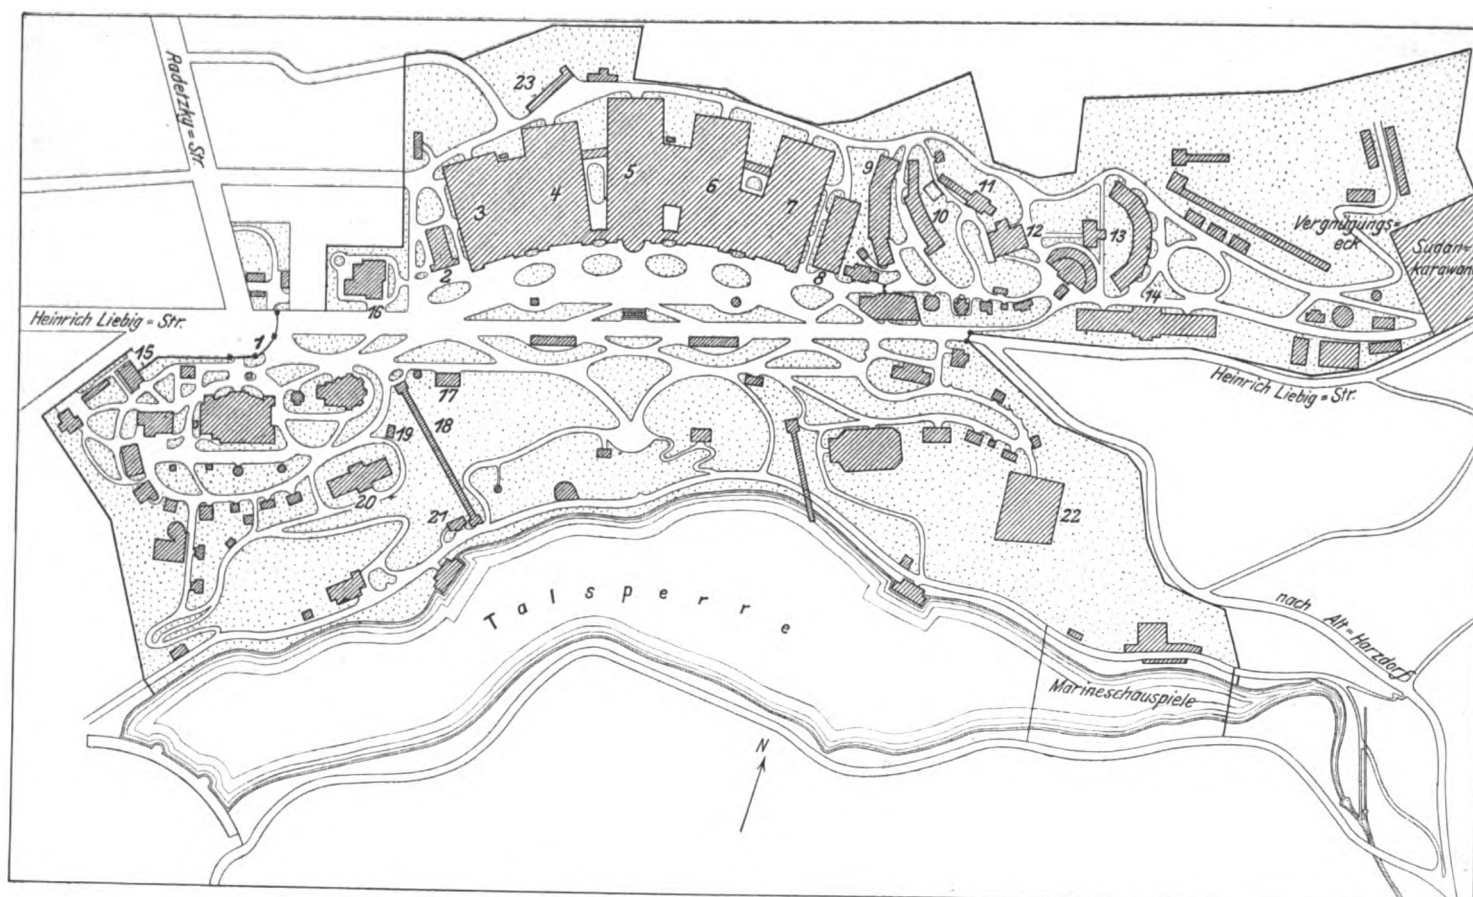 Radetzky=
Str.
23
9
11
5
10
4
6
3
7
12
13
Vergnügungs=
eck
Sudan=
karawane
2
8
14
16
Heinrich Liebig=Str.
1
15
17
Heinrich Liebig=Str.
18
19
20
21
22
Talsperre
nach
Alt=Harzdorf
Marineschauspiele
N